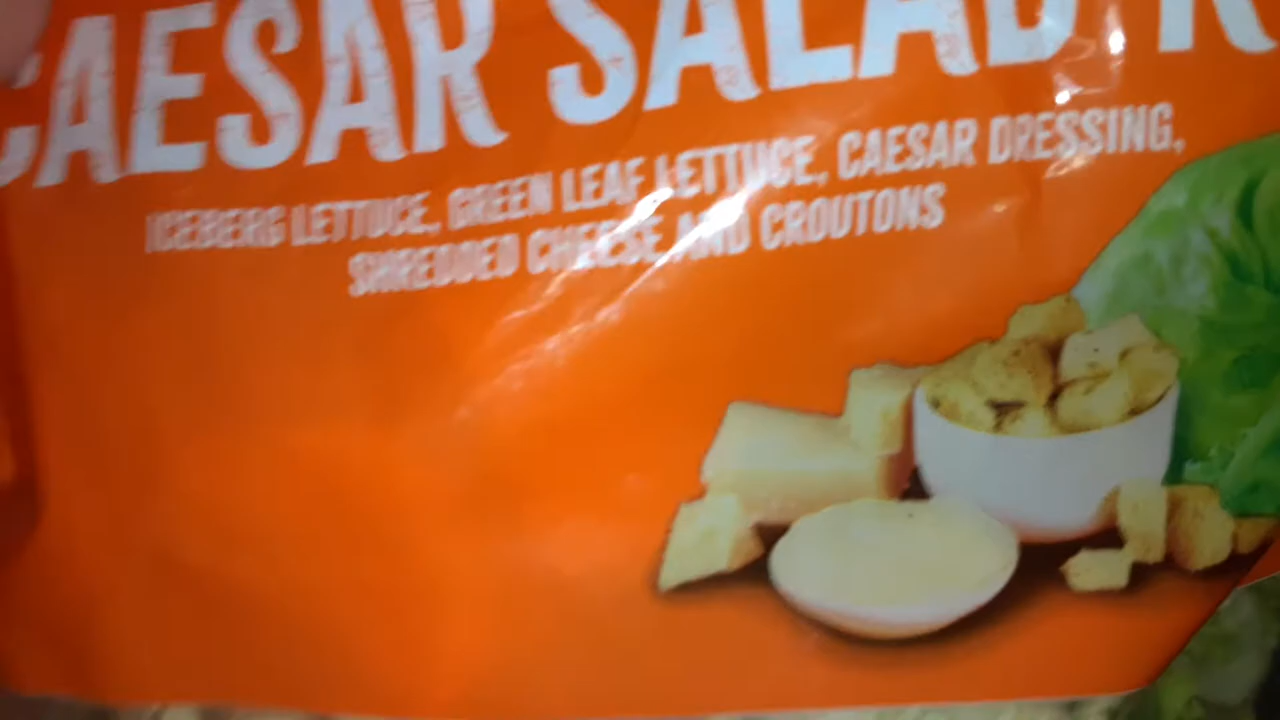 CAESAR SALAD K
ICEBERG LETTUCE, GREEN LEAF LETTUCE, CAESAR DRESSING,
SHREDDED CHEESE AND CROUTONS